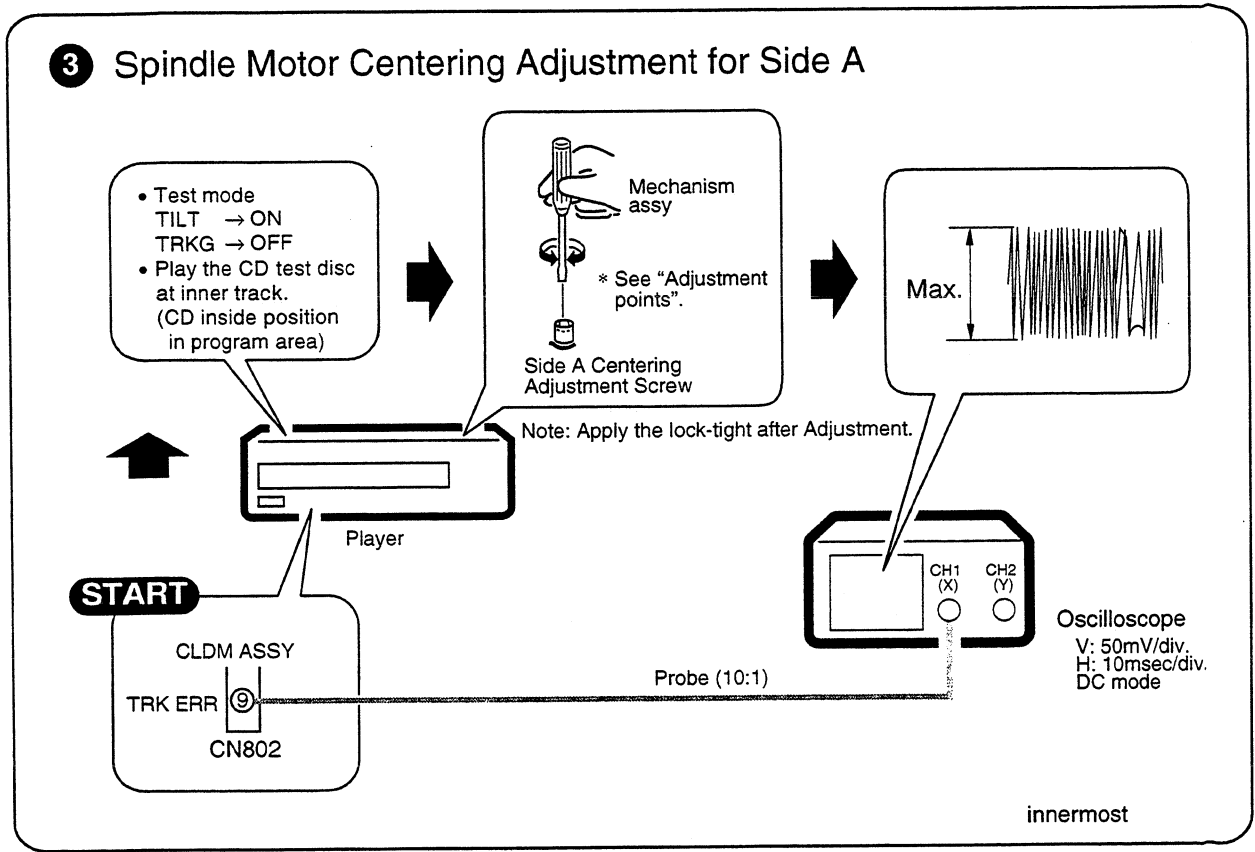 3 Spindle Motor Centering Adjustment for Side A
• Test mode
TILT → ON
TRKG → OFF
• Play the CD test disc
at inner track.
(CD inside position
in program area)
Mechanism
assy
* See “Adjustment
points”.
Side A Centering
Adjustment Screw
Max.
Note: Apply the lock-tight after Adjustment.
Player
START
CLDM ASSY
TRK ERR 9
CN802
Probe (10:1)
CH1
(X)
CH2
(Y)
Oscilloscope
V: 50mV/div.
H: 10msec/div.
DC mode
innermost